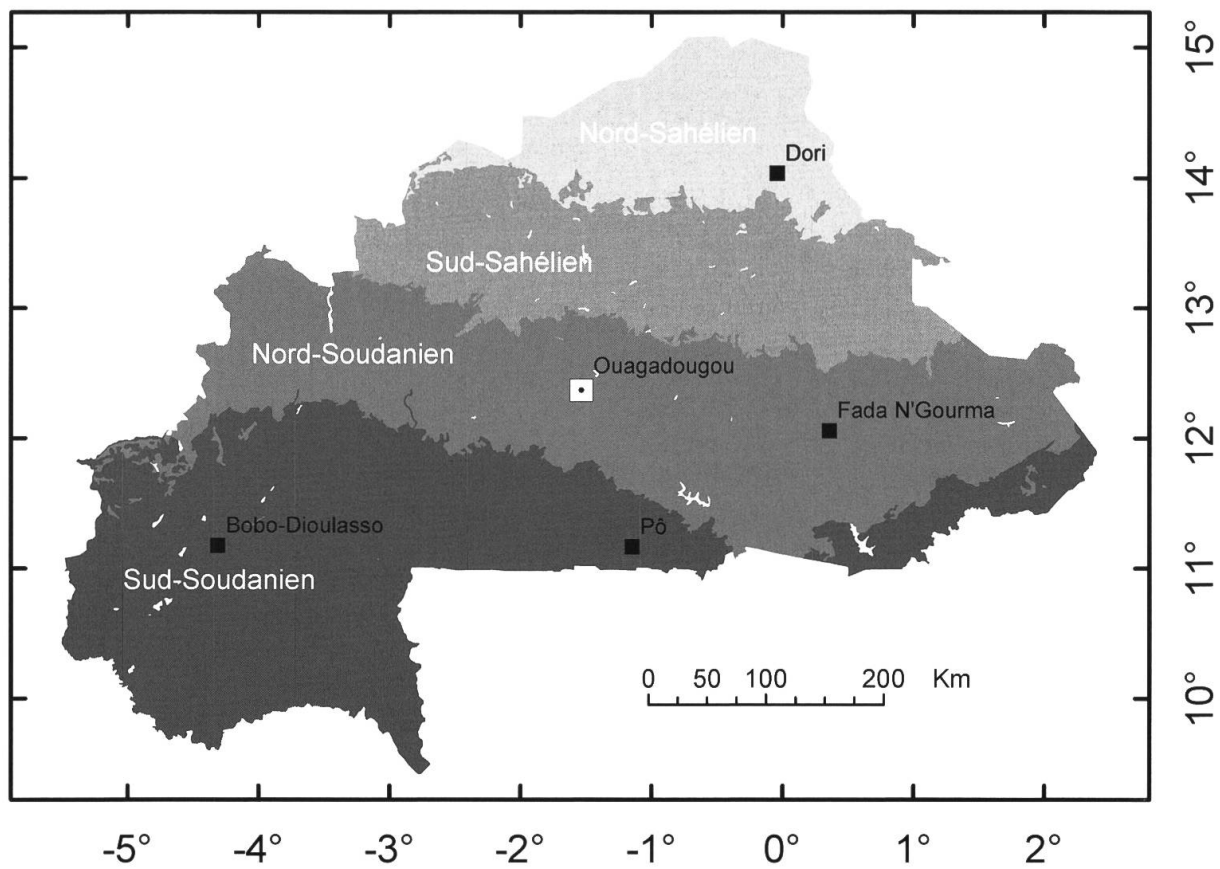 Nord-Sahélien
Dori
Sud-Sahélien
Nord-Soudanien
Ouagadougou
Fada N'Gourma
Bobo-Dioulasso
Pô
Sud-Soudanien
0 50 100 200 Km
15°
14°
13°
12°
11°
10°
-5° -4° -3° -2° -1° 0° 1° 2°